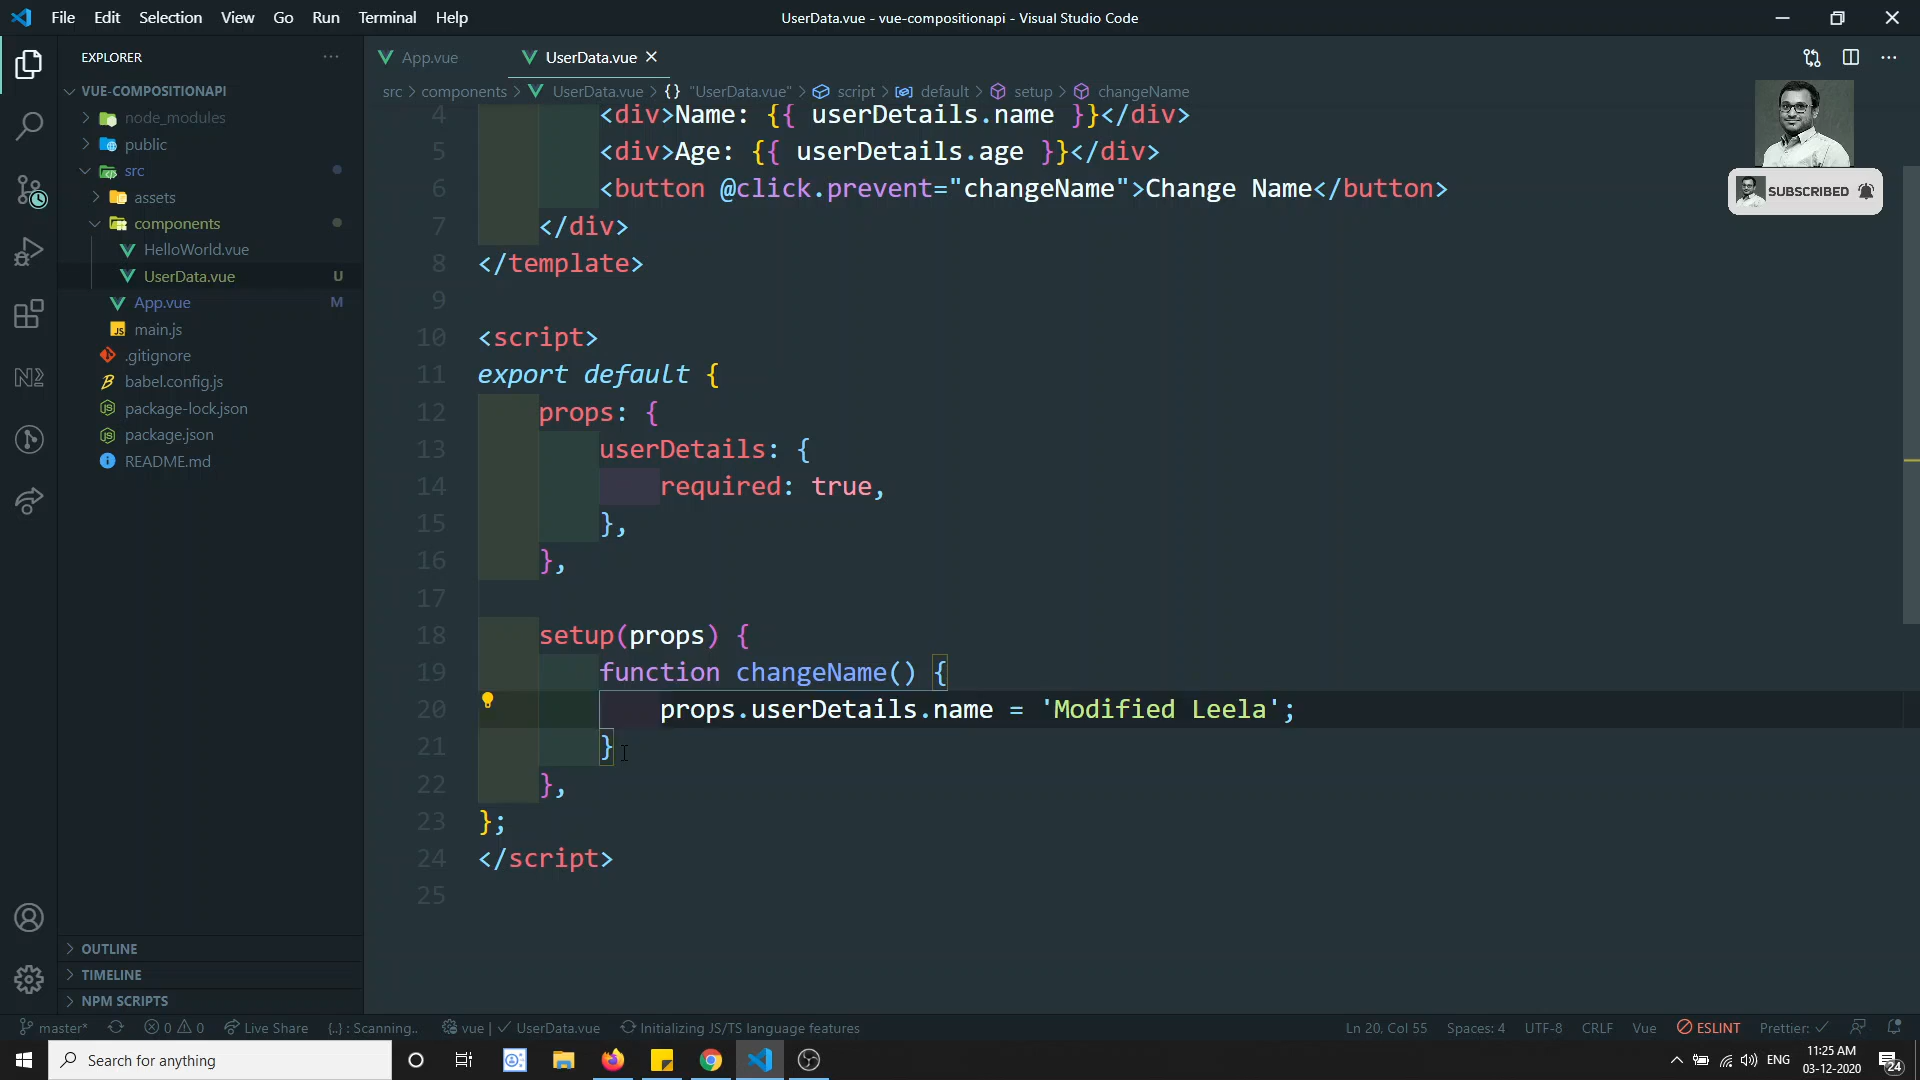 File Edit Selection View Go Run Terminal Help
UserData.vue - vue-compositionapi - Visual Studio Code
EXPLORER
App.vue
UserData.vue
VUE-COMPOSITIONAPI
node_modules
public
src
assets
components
HelloWorld.vue
UserData.vue U
App.vue M
JS main.js
.gitignore
babel.config.js
package-lock.json
package.json
README.md
OUTLINE
TIMELINE
NPM SCRIPTS
src > components > UserData.vue > {} "UserData.vue" > script > default > setup > changeName
4 <div>Name: {{ userDetails.name }}</div>
5 <div>Age: {{ userDetails.age }}</div>
6 <button @click.prevent="changeName">Change Name</button>
7 </div>
8 </template>
9
10 <script>
11 export default {
12 props: {
13 userDetails: {
14 required: true,
15 },
16 },
17
18 setup(props) {
19 function changeName() {
20 props.userDetails.name = 'Modified Leela';
21 }
22 },
23 };
24 </script>
25
SUBSCRIBED
master* 0 0 Live Share {..} : Scanning.. vue | UserData.vue Initializing JS/TS language features
Ln 20, Col 55 Spaces: 4 UTF-8 CRLF Vue ESLINT Prettier:
Search for anything
ENG
11:25 AM
03-12-2020
24